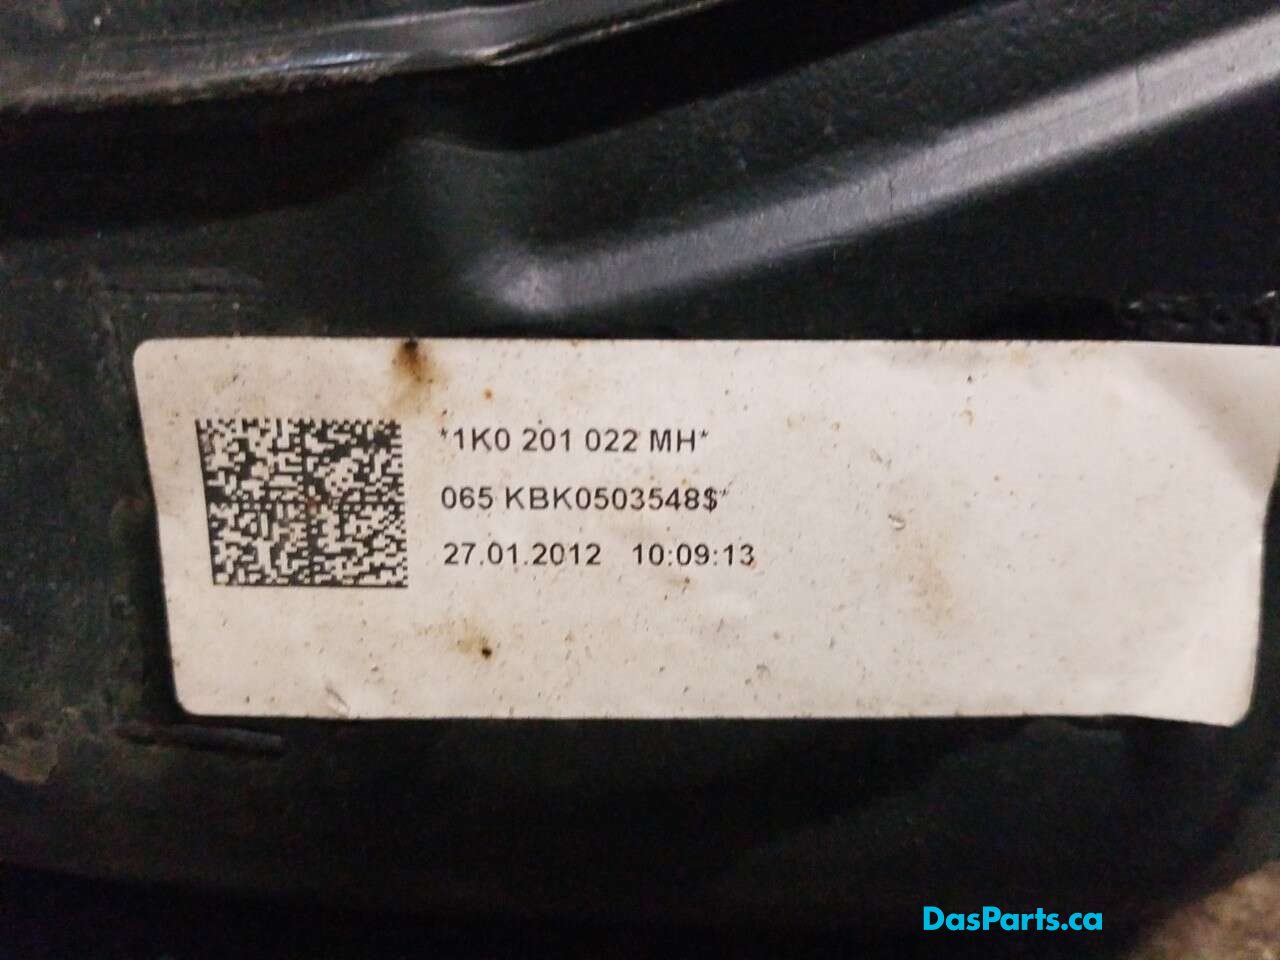 *1K0 201 022 MH*
065 KBK0503548$*
27.01.2012 10:09:13
DasParts.ca